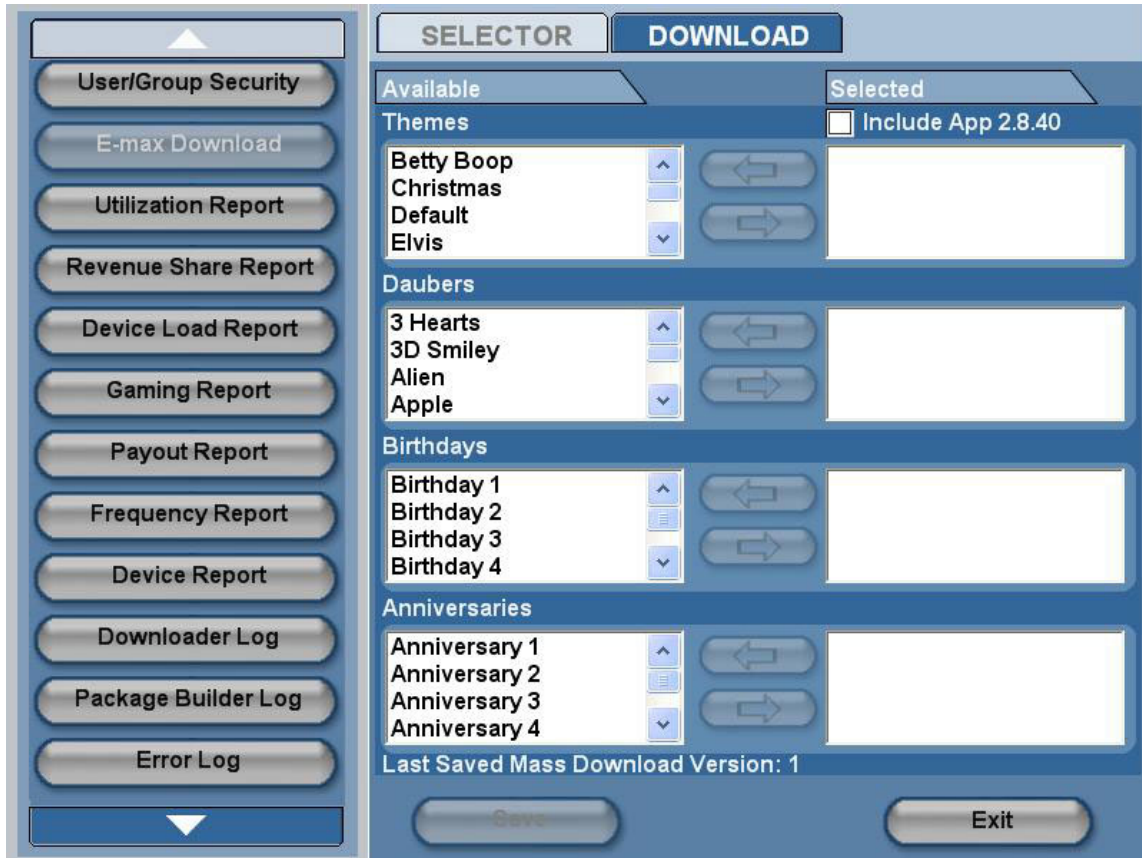 User/Group Security
E-max Download
Utilization Report
Revenue Share Report
Device Load Report
Gaming Report
Payout Report
Frequency Report
Device Report
Downloader Log
Package Builder Log
Error Log
SELECTOR
DOWNLOAD
Available
Selected
Themes
Include App 2.8.40
Betty Boop
Christmas
Default
Elvis
Daubers
3 Hearts
3D Smiley
Alien
Apple
Birthdays
Birthday 1
Birthday 2
Birthday 3
Birthday 4
Anniversaries
Anniversary 1
Anniversary 2
Anniversary 3
Anniversary 4
Last Saved Mass Download Version: 1
Save
Exit